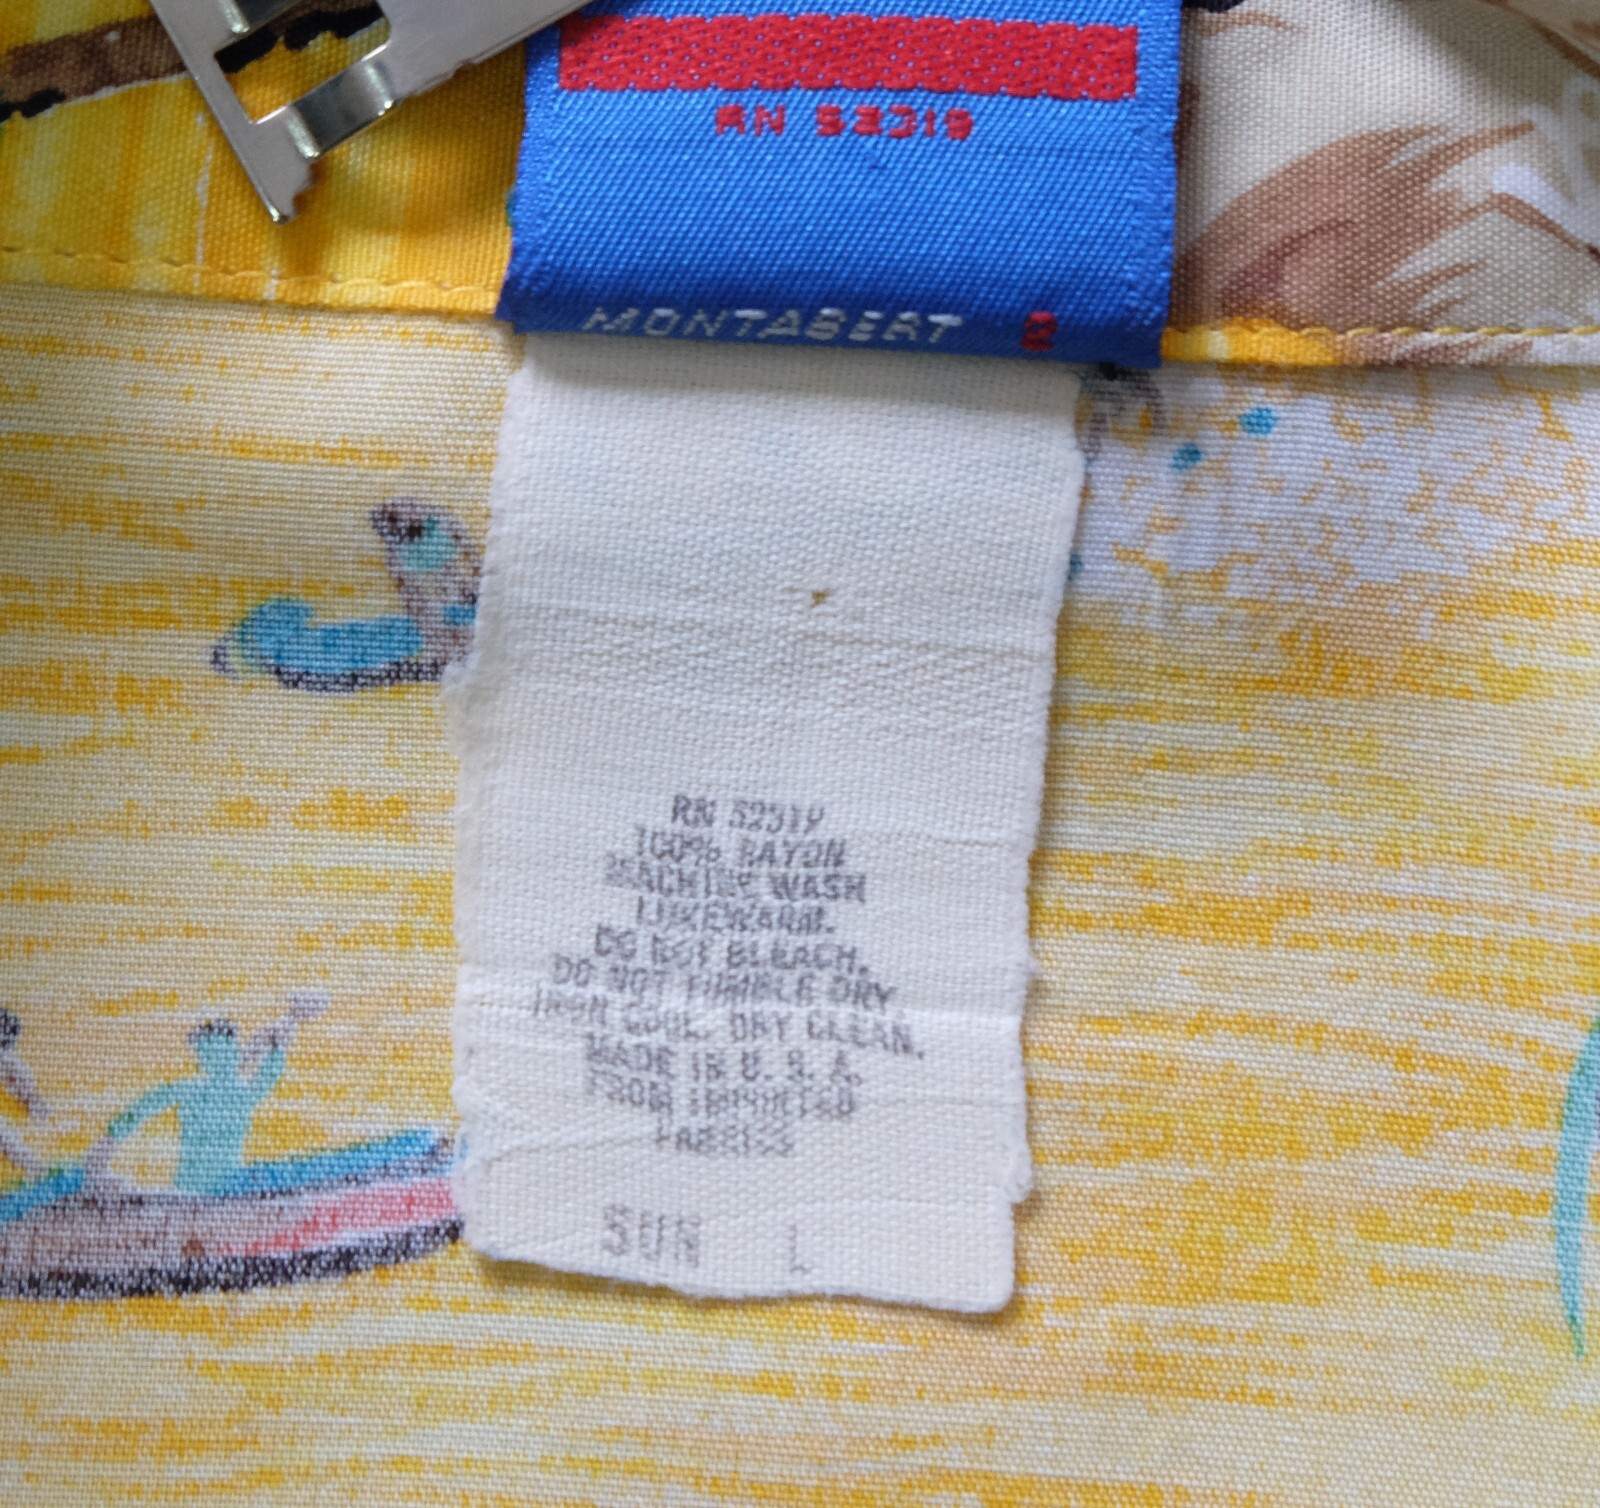 RN 52319
MONTABERT 2
RN 52319
100% RAYON
MACHINE WASH
LUKEWARM.
DO NOT BLEACH.
DO NOT TUMBLE DRY.
IRON COOL. DRY CLEAN.
MADE IN U. S. A.
FROM IMPORTED
FABRICS
SUN L